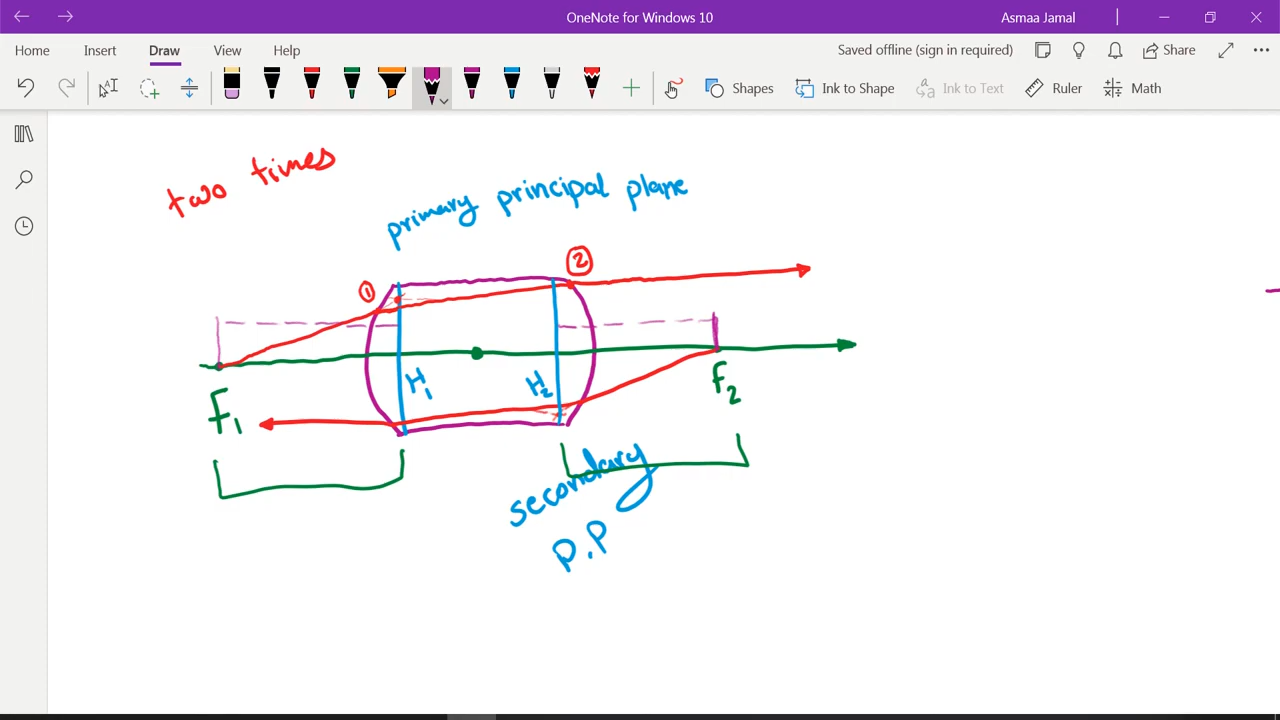 OneNote for Windows 10
Asmaa Jamal
Home Insert Draw View Help
Saved offline (sign in required)
Share
Shapes
Ink to Shape
Ink to Text
Ruler
Math
two times
primary principal plane
① ②
H₁ H₂
F₁ F₂
secondary
P.P